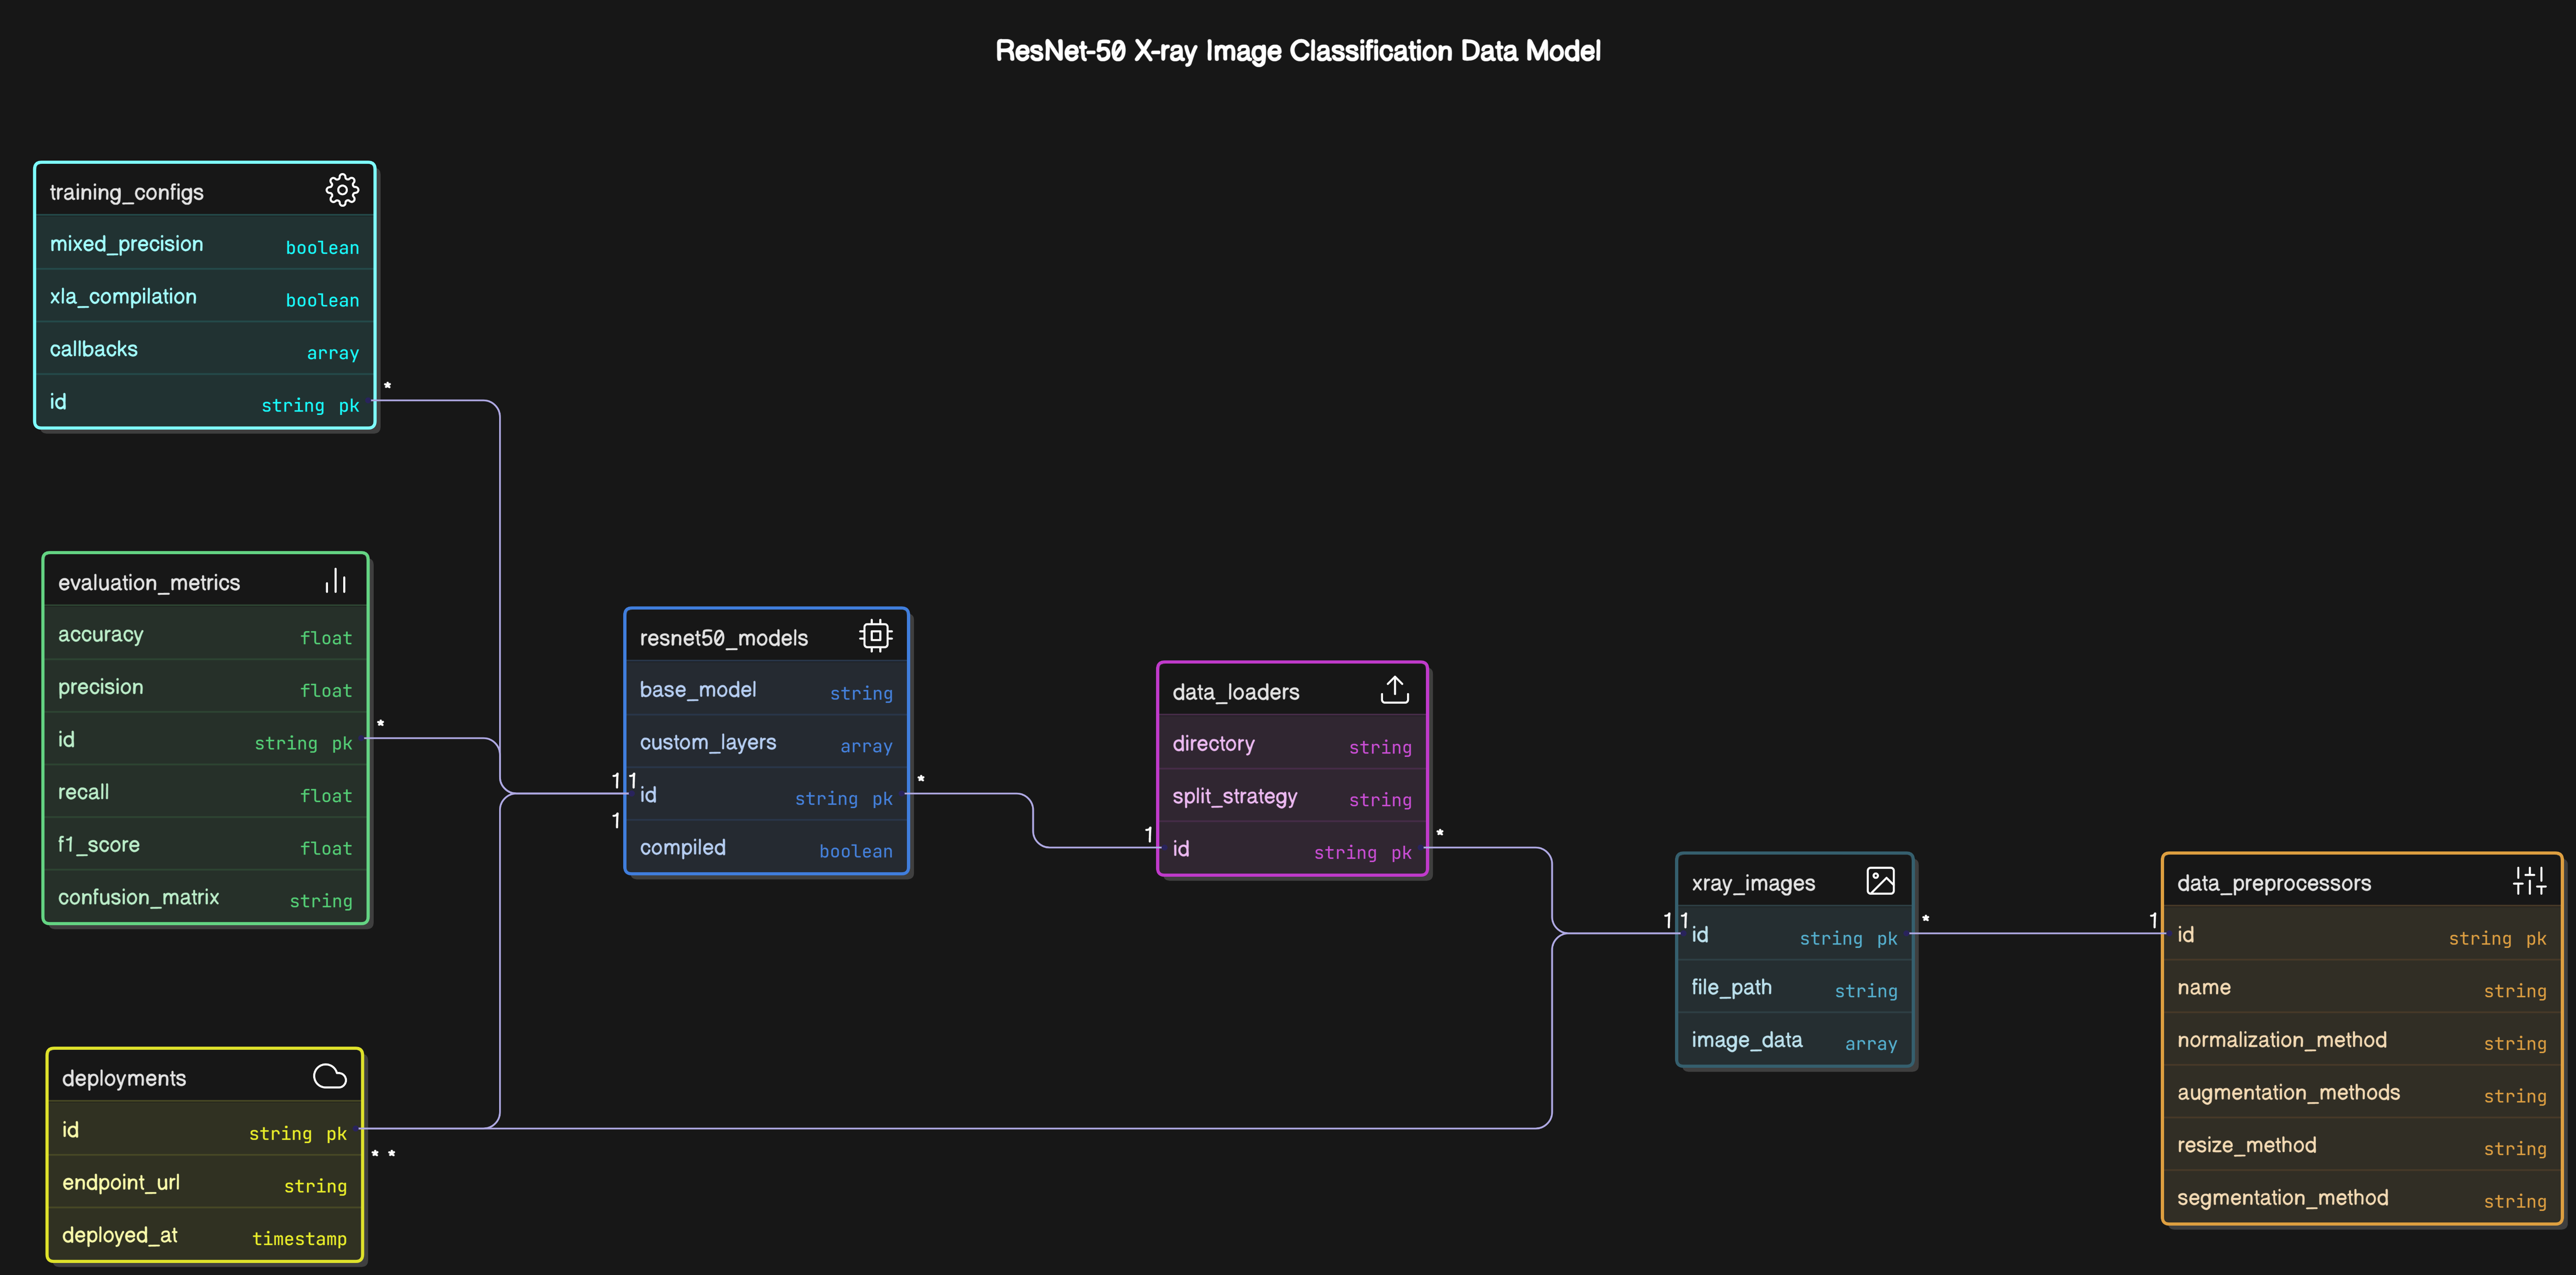 ResNet-50 X-ray Image Classification Data Model
training_configs
mixed_precision boolean
xla_compilation boolean
callbacks array
id string pk
*
evaluation_metrics
accuracy float
precision float
id string pk
*
recall float
f1_score float
confusion_matrix string
deployments
id string pk
* *
endpoint_url string
deployed_at timestamp
resnet50_models
base_model string
custom_layers array
1 1
id string pk
*
1
compiled boolean
data_loaders
directory string
split_strategy string
1
id string pk
*
xray_images
1 1
id string pk
*
file_path string
image_data array
data_preprocessors
1
id string pk
name string
normalization_method string
augmentation_methods string
resize_method string
segmentation_method string